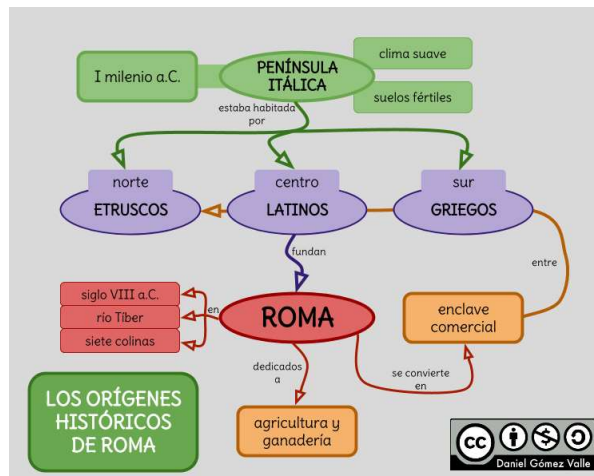 I milenio a.C.
PENÍNSULA
ITÁLICA
clima suave
suelos fértiles
estaba habitada
por
norte
ETRUSCOS
centro
LATINOS
sur
GRIEGOS
fundan
entre
siglo VIII a.C.
río Tíber
siete colinas
en
ROMA
enclave
comercial
dedicados
a
se convierte
en
agricultura y
ganadería
LOS ORÍGENES
HISTÓRICOS
DE ROMA
cc
Daniel Gómez Valle